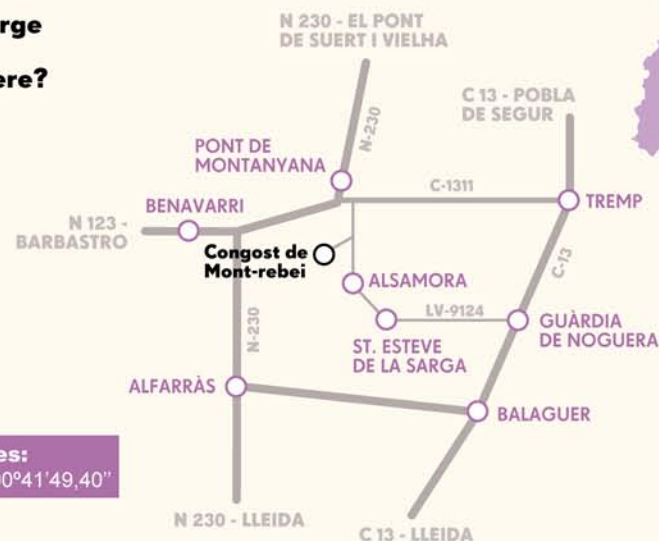 rge
ere?
N 230 - EL PONT
DE SUERT I VIELHA
N-230
C 13 - POBLA
DE SEGUR
PONT DE
MONTANYANA
C-1311
TREMP
BENAVARRI
N 123 -
BARBASTRO
Congost de
Mont-rebei
C-13
ALSAMORA
N-230
LV-9124
GUÀRDIA
DE NOGUERA
ST. ESTEVE
DE LA SARGA
ALFARRÀS
BALAGUER
es:
0º41'49,40"
N 230 - LLEIDA
C 13 - LLEIDA